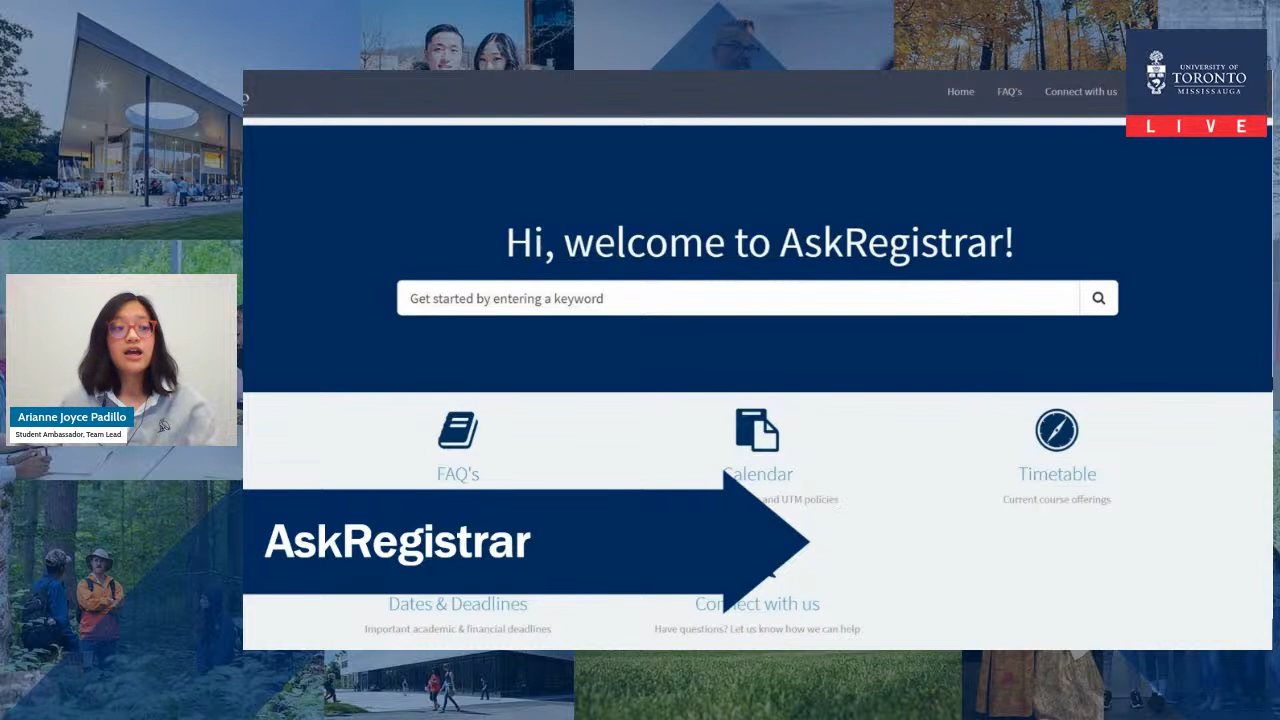 Home FAQ's Connect with us
UNIVERSITY OF
TORONTO
MISSISSAUGA
LIVE
Hi, welcome to AskRegistrar!
Get started by entering a keyword
Arianne Joyce Padillo
Student Ambassador, Team Lead
FAQ's
Calendar
and UTM policies
Timetable
Current course offerings
AskRegistrar
Dates & Deadlines
Important academic & financial deadlines
Connect with us
Have questions? Let us know how we can help